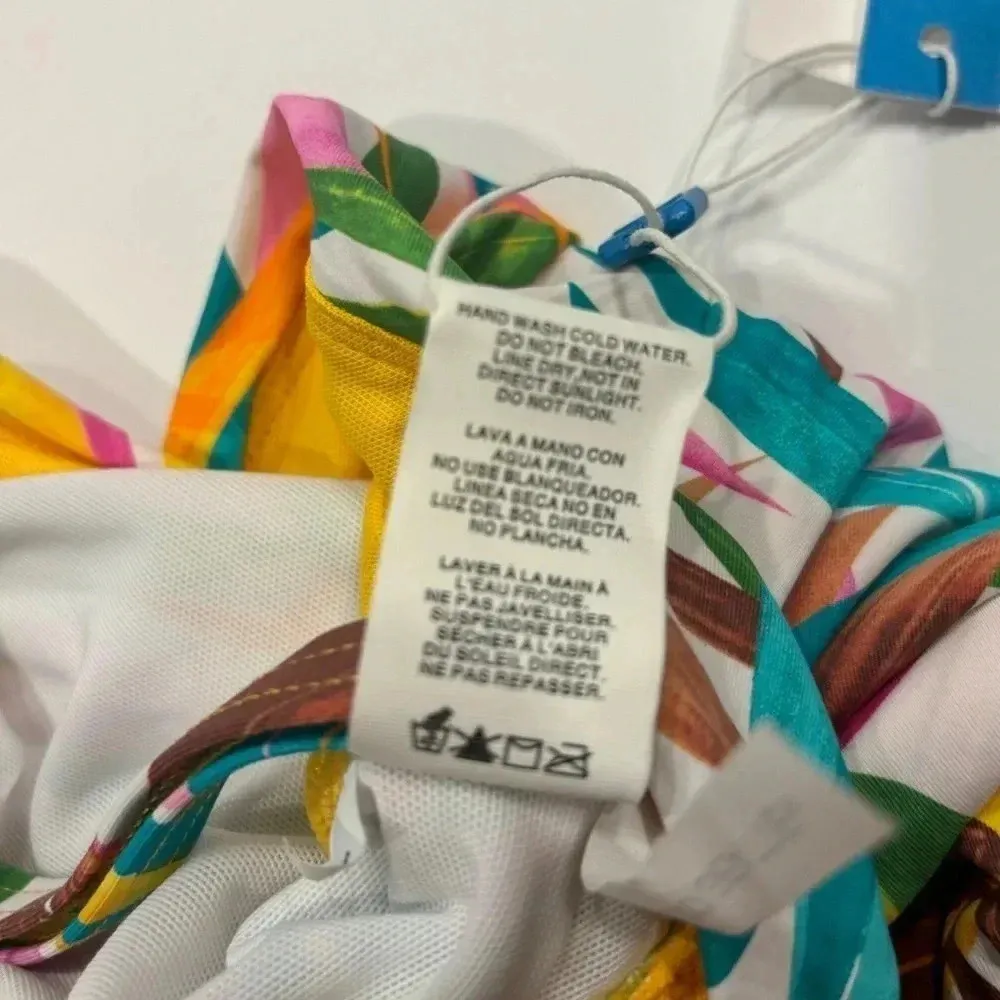 HAND WASH COLD WATER.
DO NOT BLEACH.
LINE DRY.NOT IN
DIRECT SUNLIGHT.
DO NOT IRON.
LAVA A MANO CON
AGUA FRIA.
NO USE BLANQUEADOR.
LINEA SECA NO EN
LUZ DEL SOL DIRECTA.
NO PLANCHA.
LAVER À LA MAIN À
L'EAU FROIDE.
NE PAS JAVELLISER.
SUSPENDRE POUR
SÉCHER À L'ABRI
DU SOLEIL DIRECT.
NE PAS REPASSER.